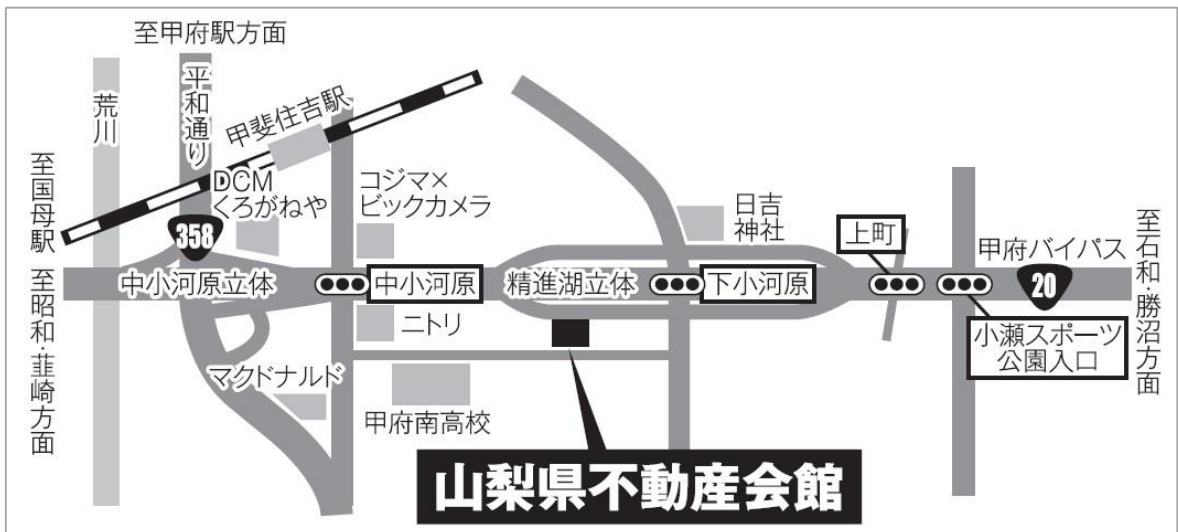 至甲府駅方面
荒川
平和通り
甲斐住吉駅
至国母駅
DCM
くろがねや
コジマ×
ビックカメラ
日吉
神社
上町
甲府バイパス
至石和・勝沼方面
358
20
至昭和・韮崎方面
中小河原立体
中小河原
精進湖立体
下小河原
小瀬スポーツ
公園入口
ニトリ
マクドナルド
甲府南高校
山梨県不動産会館